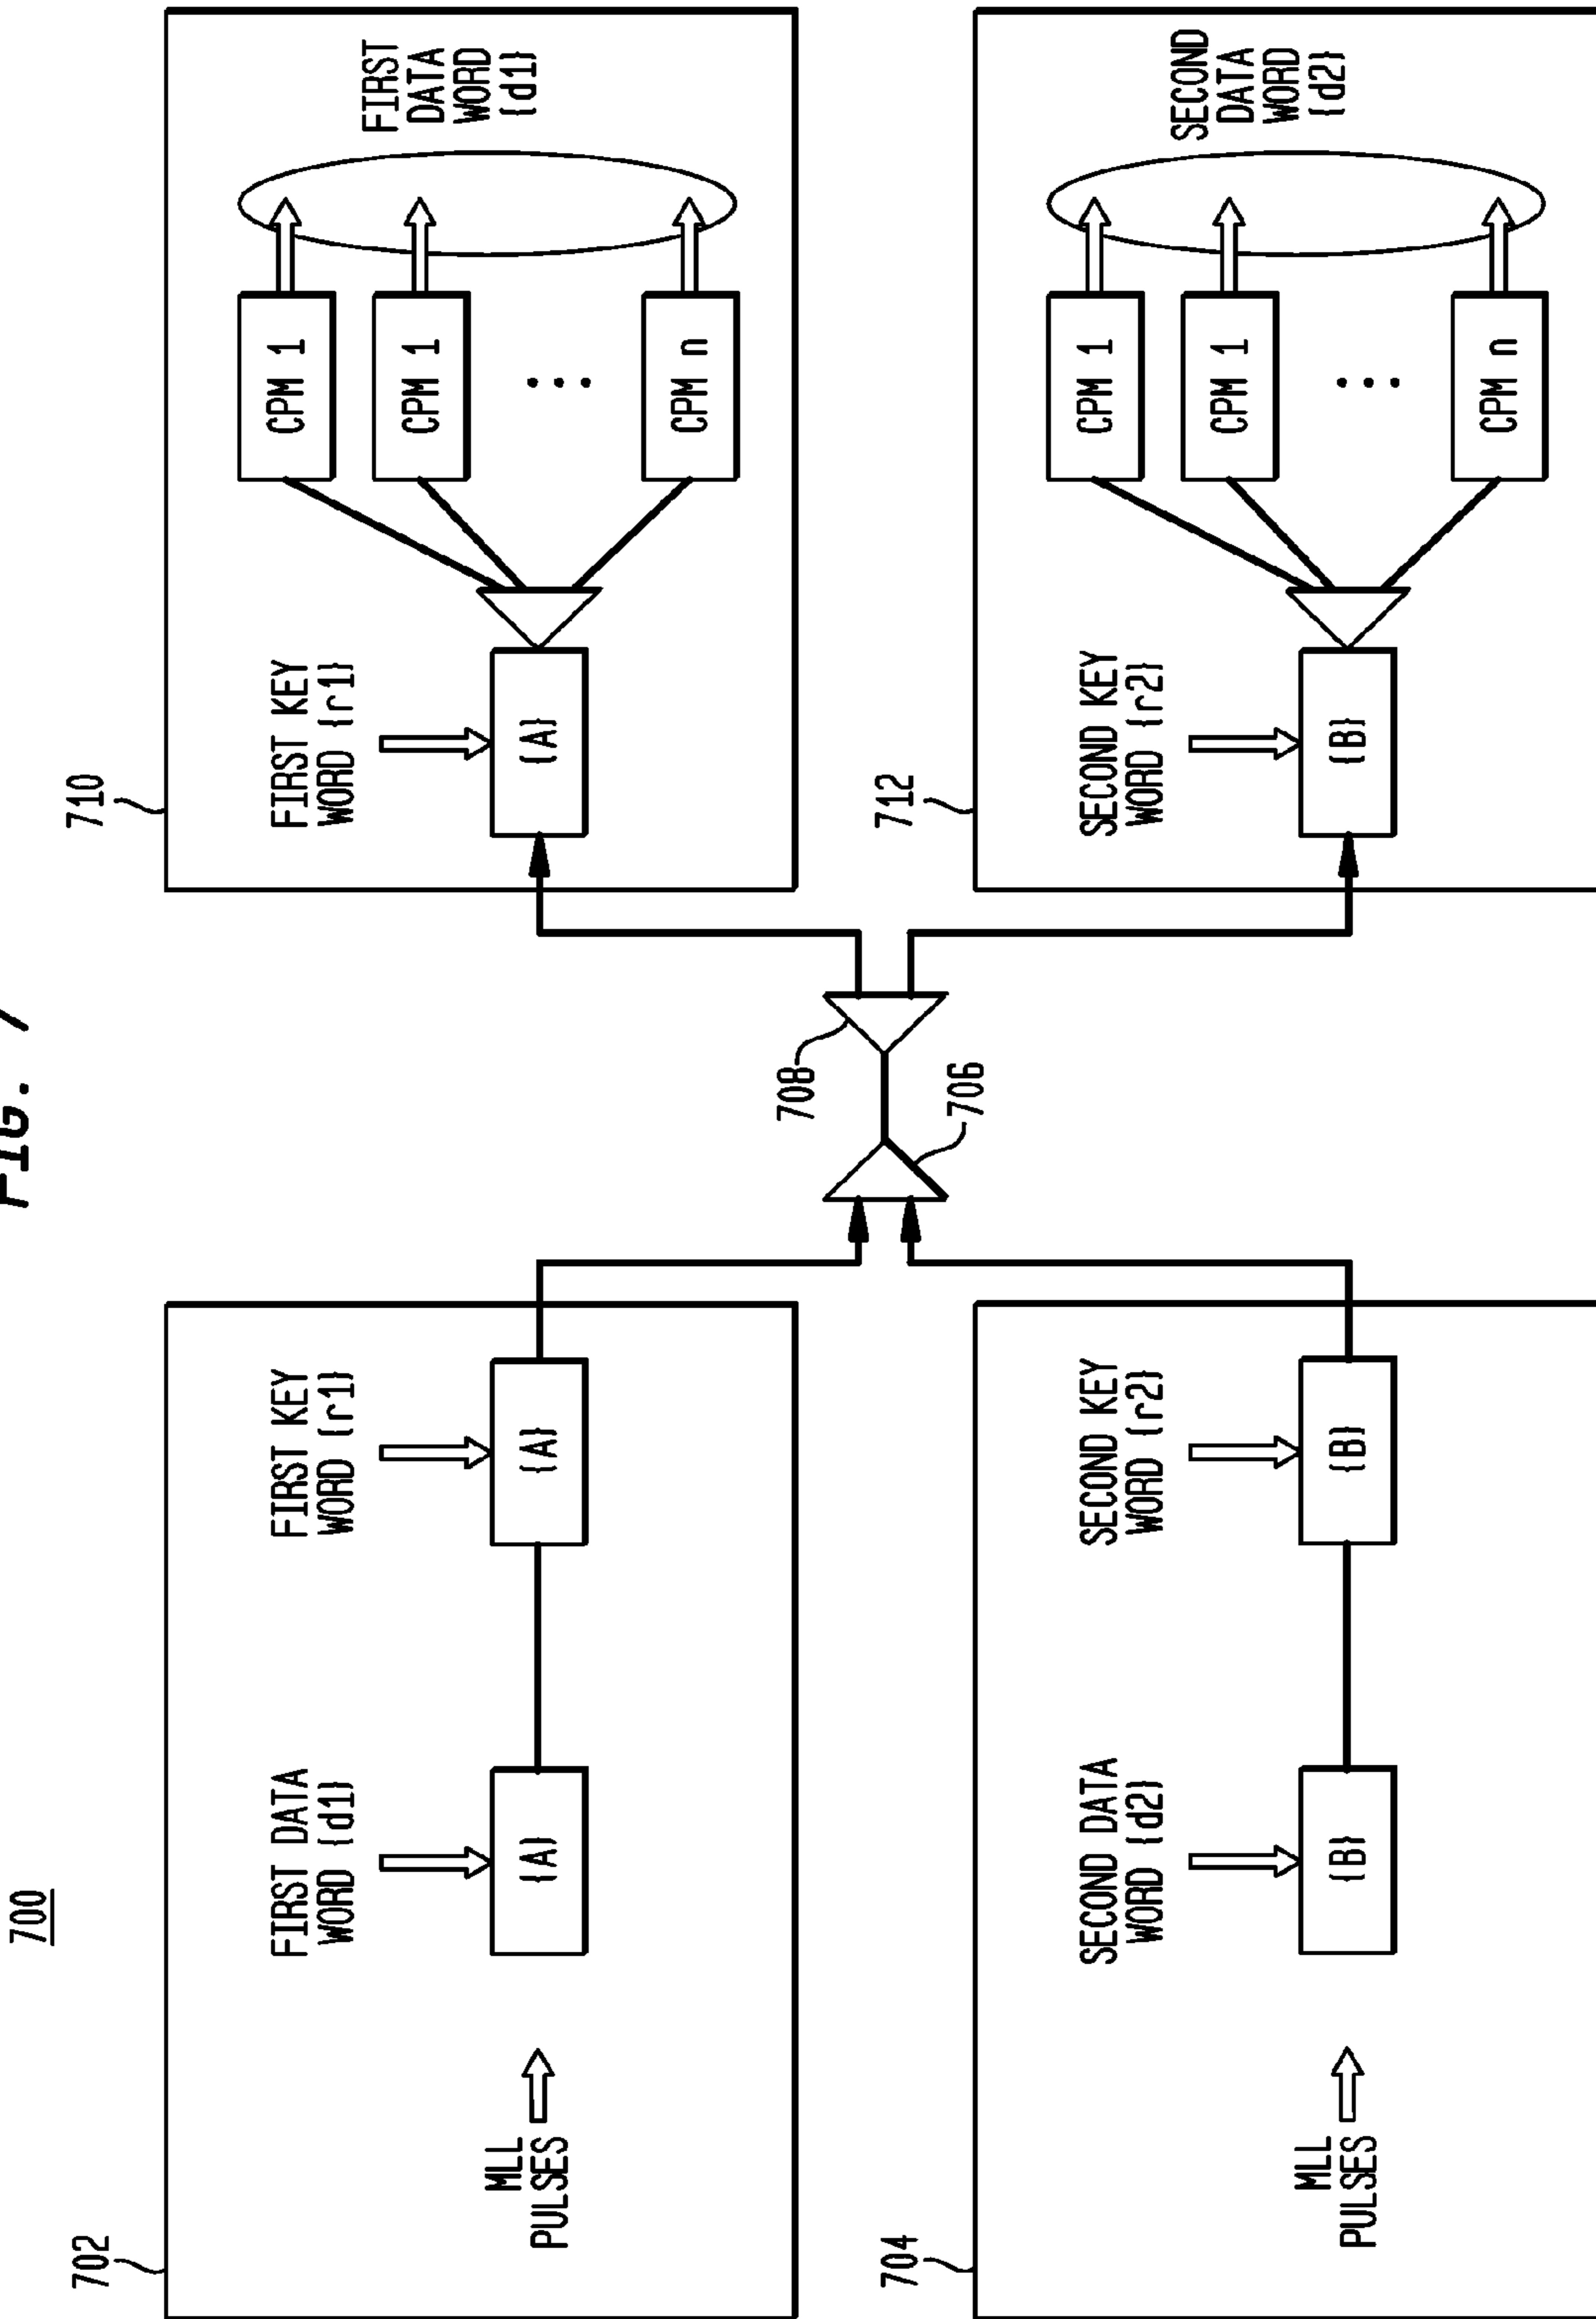 FIG. 7
700
702
FIRST DATA
WORD {d1}
FIRST KEY
WORD {r1}
MLL
PULSES
{A}
{A}
704
SECOND DATA
WORD {d2}
SECOND KEY
WORD {r2}
MLL
PULSES
{B}
{B}
708
706
710
FIRST KEY
WORD {r1}
{A}
CPM 1
CPM 1
...
CPM n
FIRST
DATA
WORD
{d1}
712
SECOND KEY
WORD {r2}
{B}
CPM 1
CPM 1
...
CPM n
SECOND
DATA
WORD
{d2}